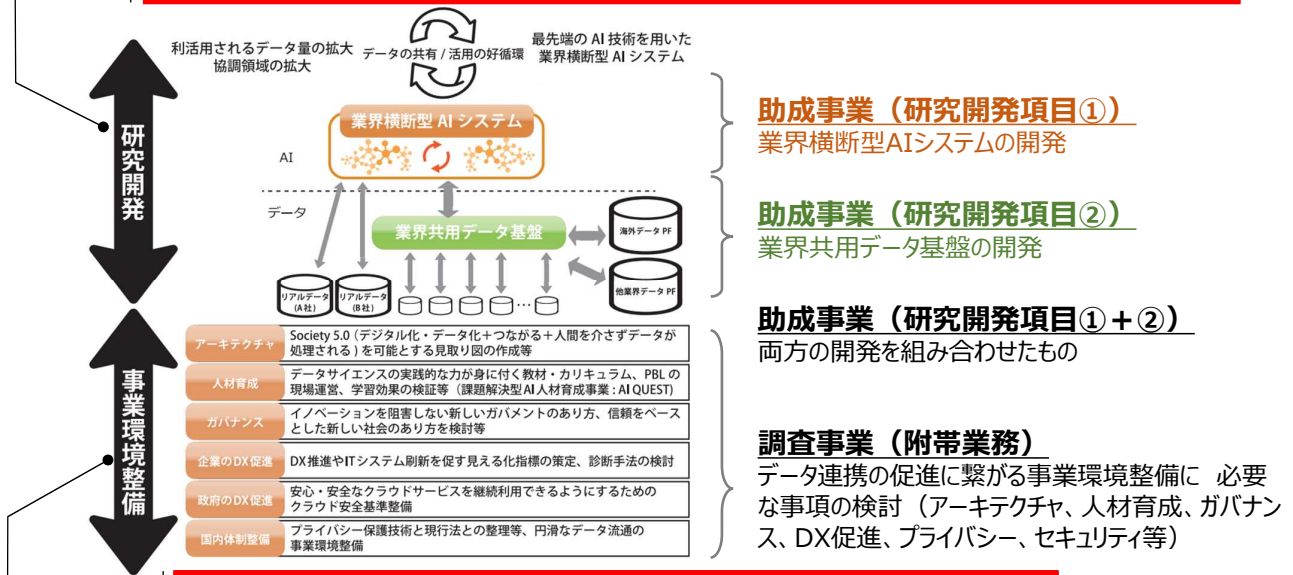 利活用されるデータ量の拡大
協調領域の拡大
データの共有 / 活用の好循環
最先端の AI 技術を用いた
業界横断型 AI システム
研究開発
業界横断型 AI システム
AI
データ
業界共用データ基盤
海外データ PF
他業界データ PF
リアルデータ
(A社)
リアルデータ
(B社)
…
助成事業（研究開発項目①）
業界横断型AIシステムの開発
助成事業（研究開発項目②）
業界共用データ基盤の開発
助成事業（研究開発項目①＋②）
両方の開発を組み合わせたもの
事業環境整備
アーキテクチャ
Society 5.0 (デジタル化・データ化＋つながる＋人間を介さずデータが
処理される ) を可能とする見取り図の作成等
人材育成
データサイエンスの実践的な力が身に付く教材・カリキュラム、PBL の
現場運営、学習効果の検証等（課題解決型AI人材育成事業 : AI QUEST）
ガバナンス
イノベーションを阻害しない新しいガバメントのあり方、信頼をベース
とした新しい社会のあり方を検討等
企業のDX促進
DX推進やITシステム刷新を促す見える化指標の策定、診断手法の検討
政府のDX促進
安心・安全なクラウドサービスを継続利用できるようにするための
クラウド安全基準整備
国内体制整備
プライバシー保護技術と現行法との整理等、円滑なデータ流通の
事業環境整備
調査事業（附帯業務）
データ連携の促進に繋がる事業環境整備に 必要
な事項の検討（アーキテクチャ、人材育成、ガバナン
ス、DX促進、プライバシー、セキュリティ等）